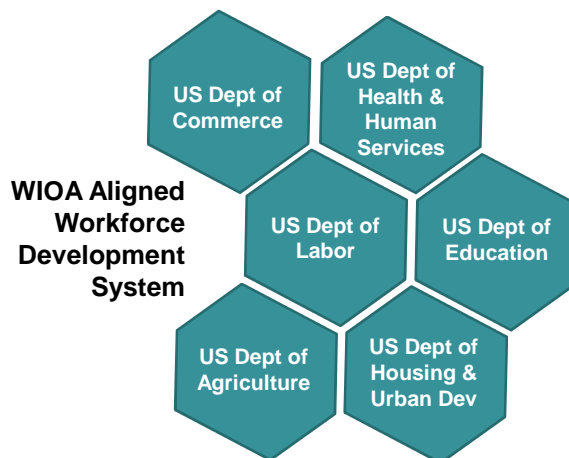 US Dept of
Commerce
US Dept of
Health &
Human
Services
WIOA Aligned
Workforce
Development
System
US Dept of
Labor
US Dept of
Education
US Dept of
Agriculture
US Dept of
Housing &
Urban Dev